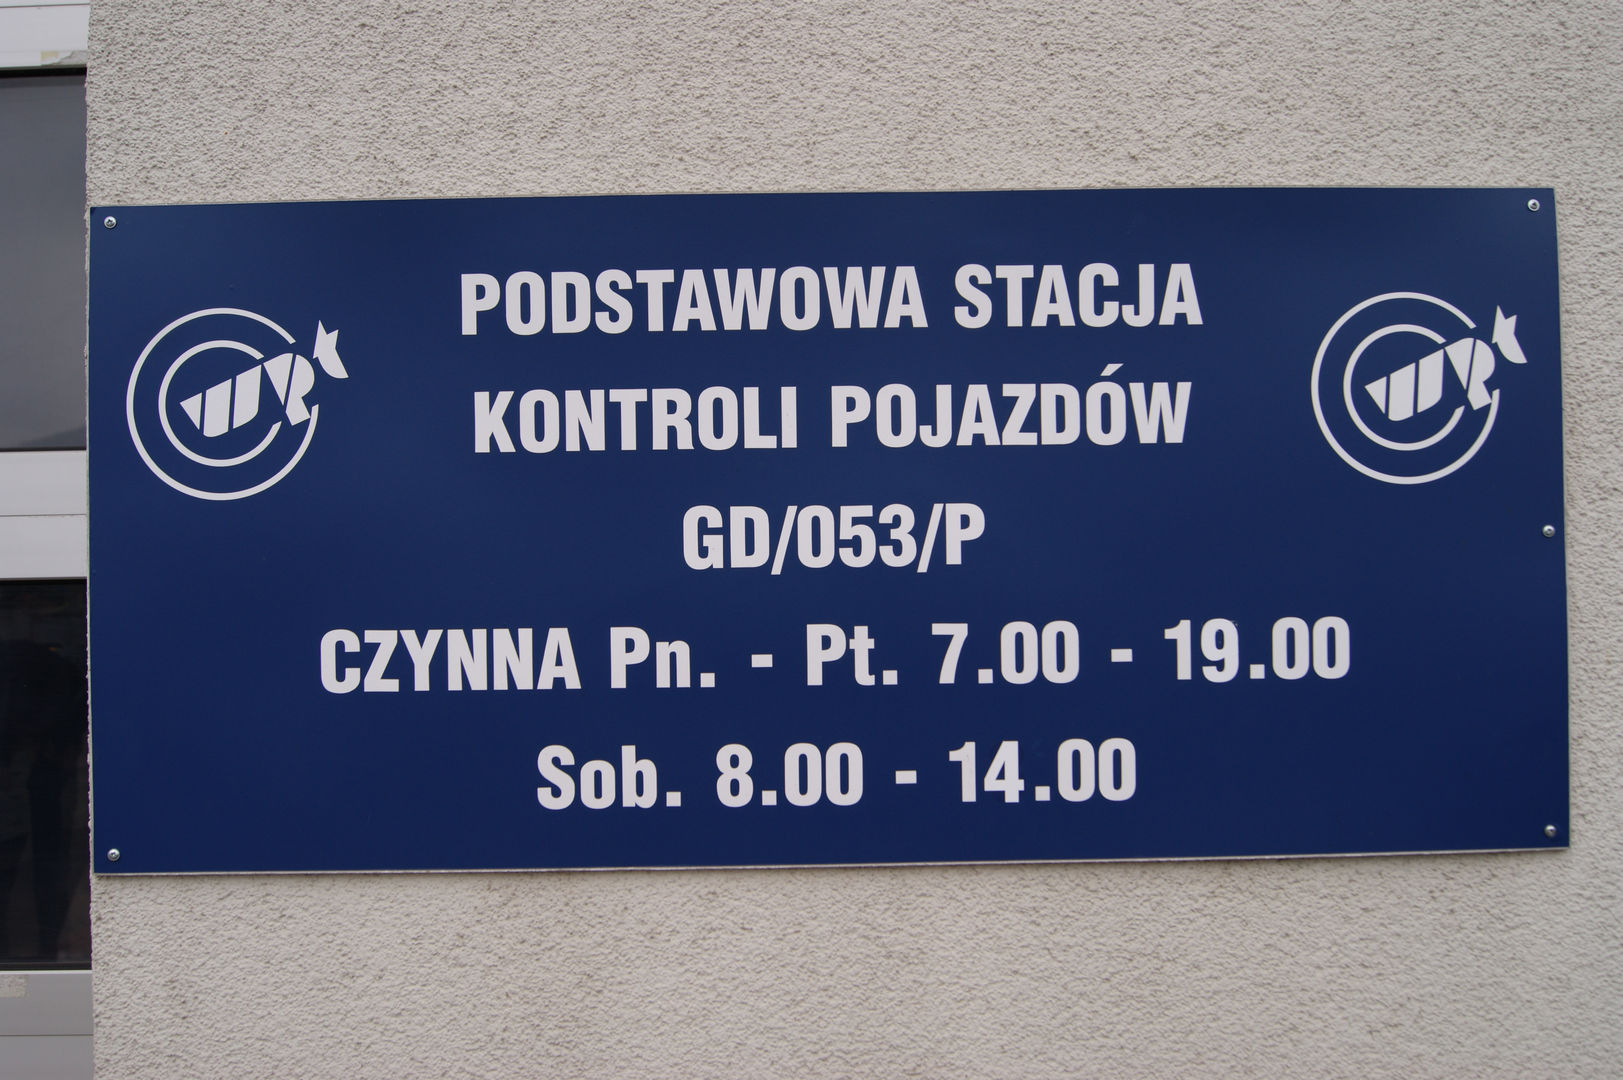 PODSTAWOWA STACJA
KONTROLI POJAZDÓW
GD/053/P
CZYNNA Pn. - Pt. 7.00 - 19.00
Sob. 8.00 - 14.00